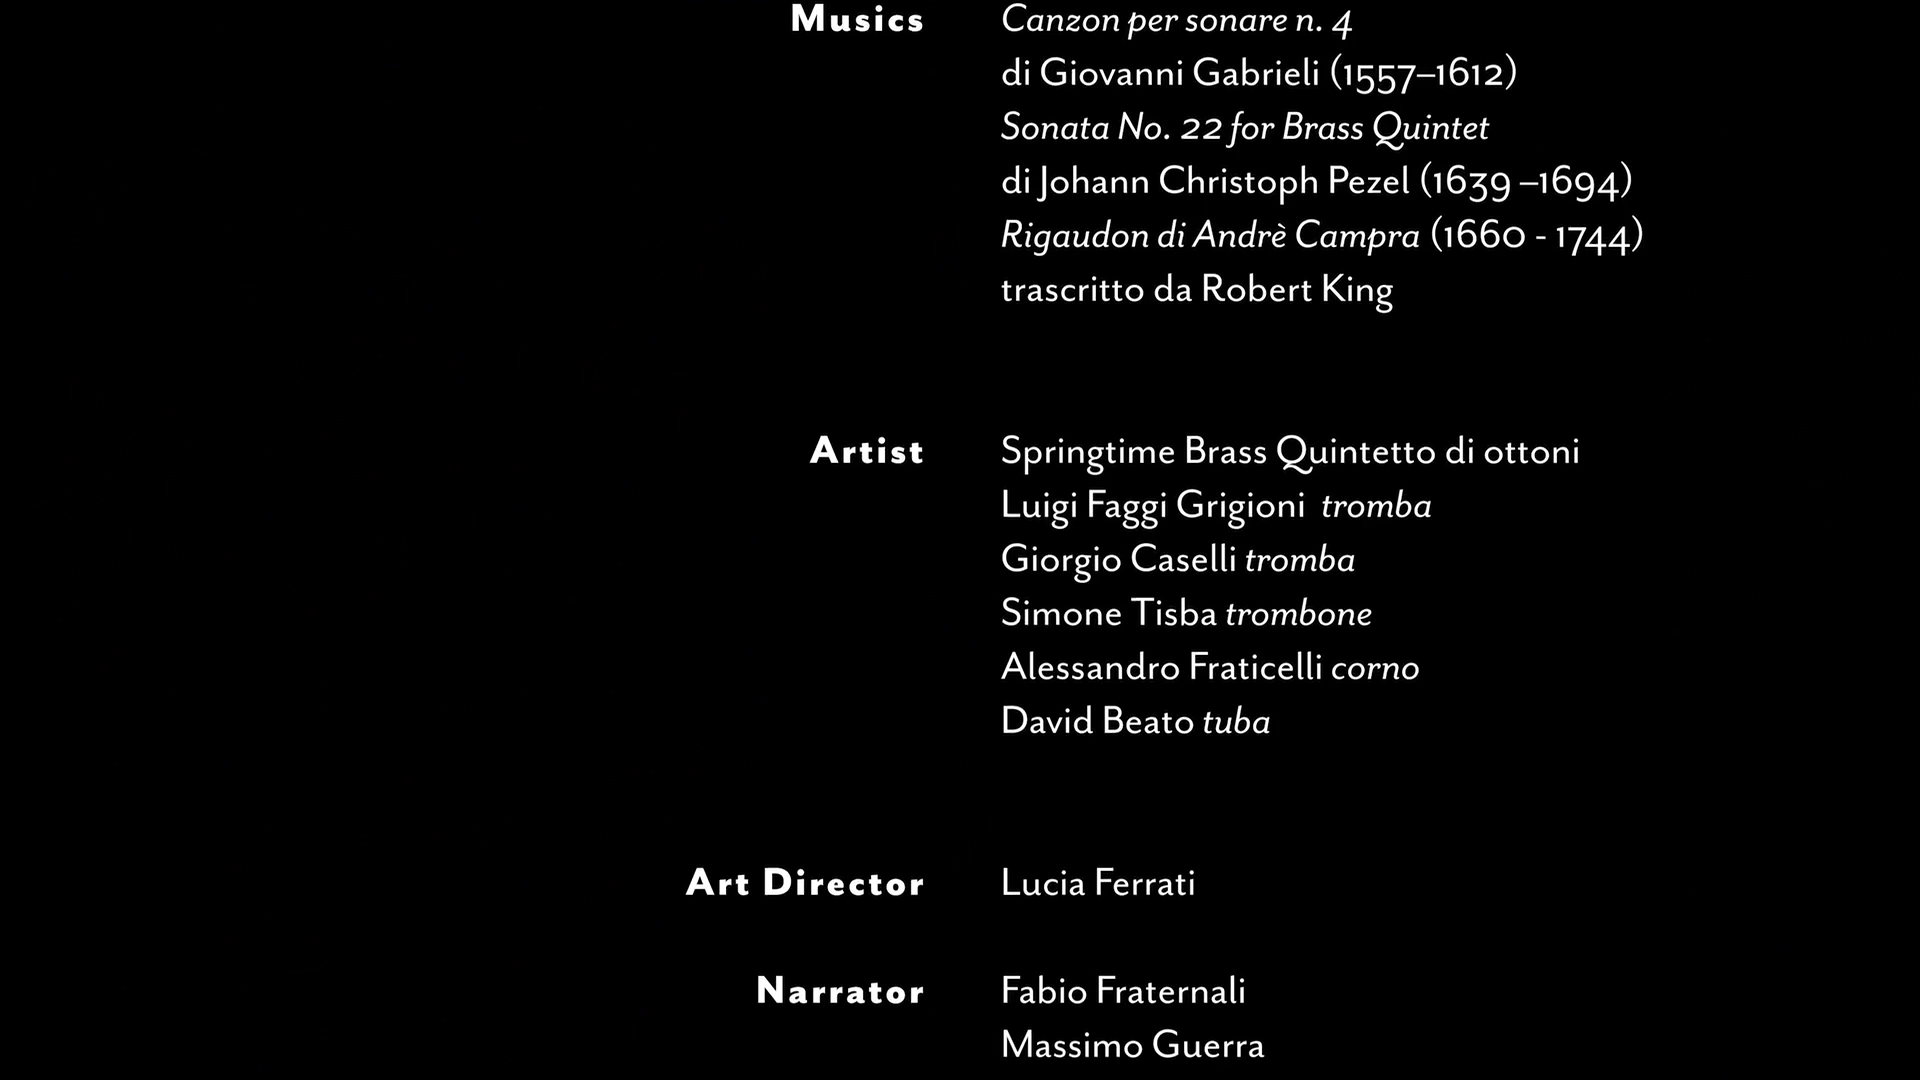 Musics Canzon per sonare n. 4
di Giovanni Gabrieli (1557–1612)
Sonata No. 22 for Brass Quintet
di Johann Christoph Pezel (1639 –1694)
Rigaudon di Andrè Campra (1660 - 1744)
trascritto da Robert King
Artist Springtime Brass Quintetto di ottoni
Luigi Faggi Grigioni tromba
Giorgio Caselli tromba
Simone Tisba trombone
Alessandro Fraticelli corno
David Beato tuba
Art Director Lucia Ferrati
Narrator Fabio Fraternali
Massimo Guerra